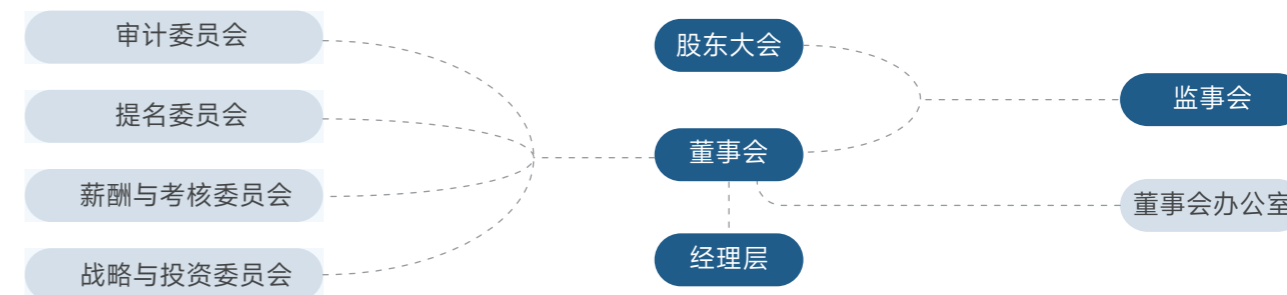 审计委员会
提名委员会
薪酬与考核委员会
战略与投资委员会
股东大会
董事会
经理层
监事会
董事会办公室